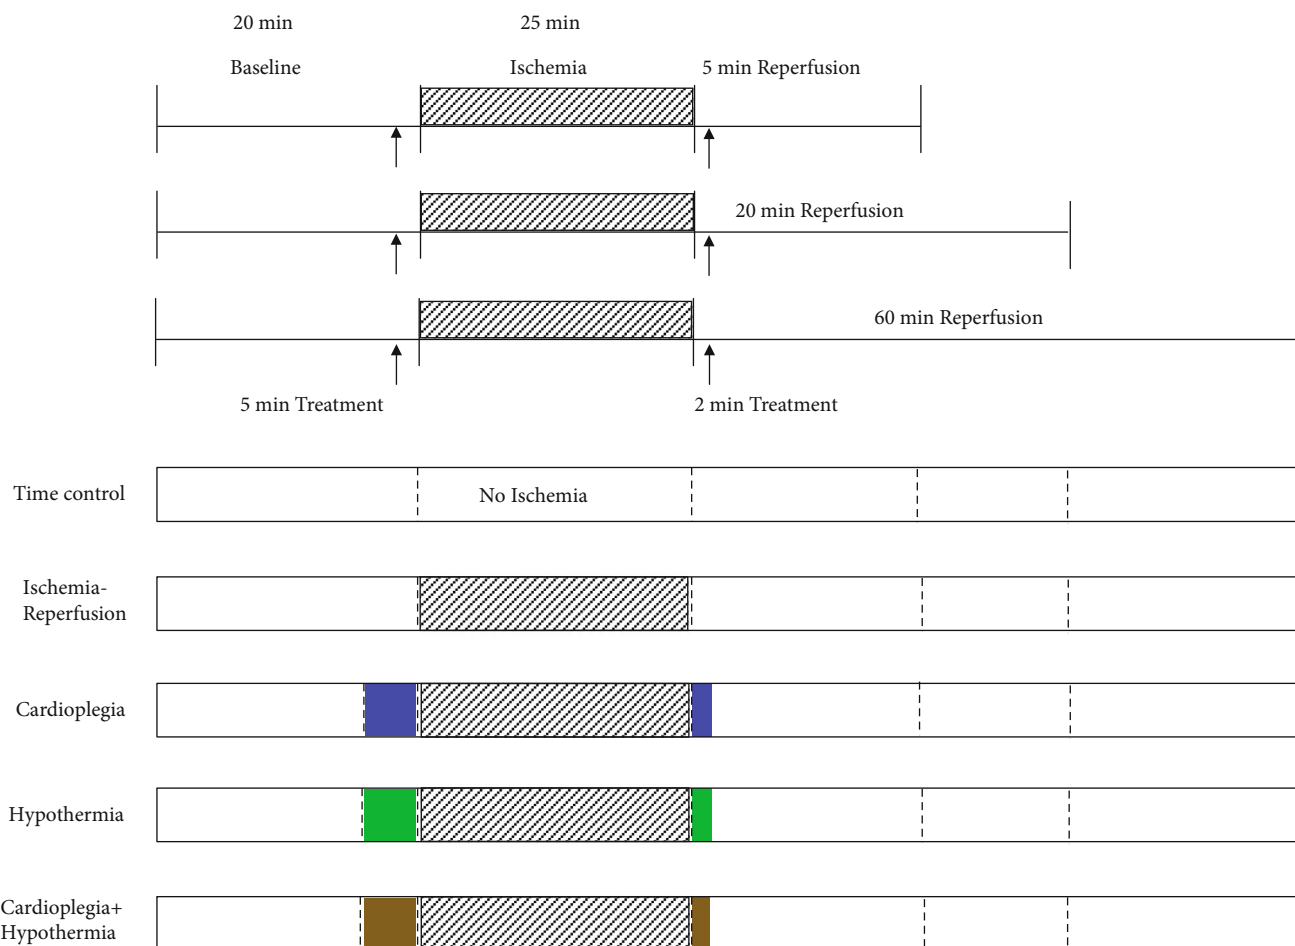 20 min
25 min
Baseline
Ischemia
5 min Reperfusion
20 min Reperfusion
60 min Reperfusion
5 min Treatment
2 min Treatment
Time control
No Ischemia
Ischemia-
Reperfusion
Cardioplegia
Hypothermia
Cardioplegia+
Hypothermia